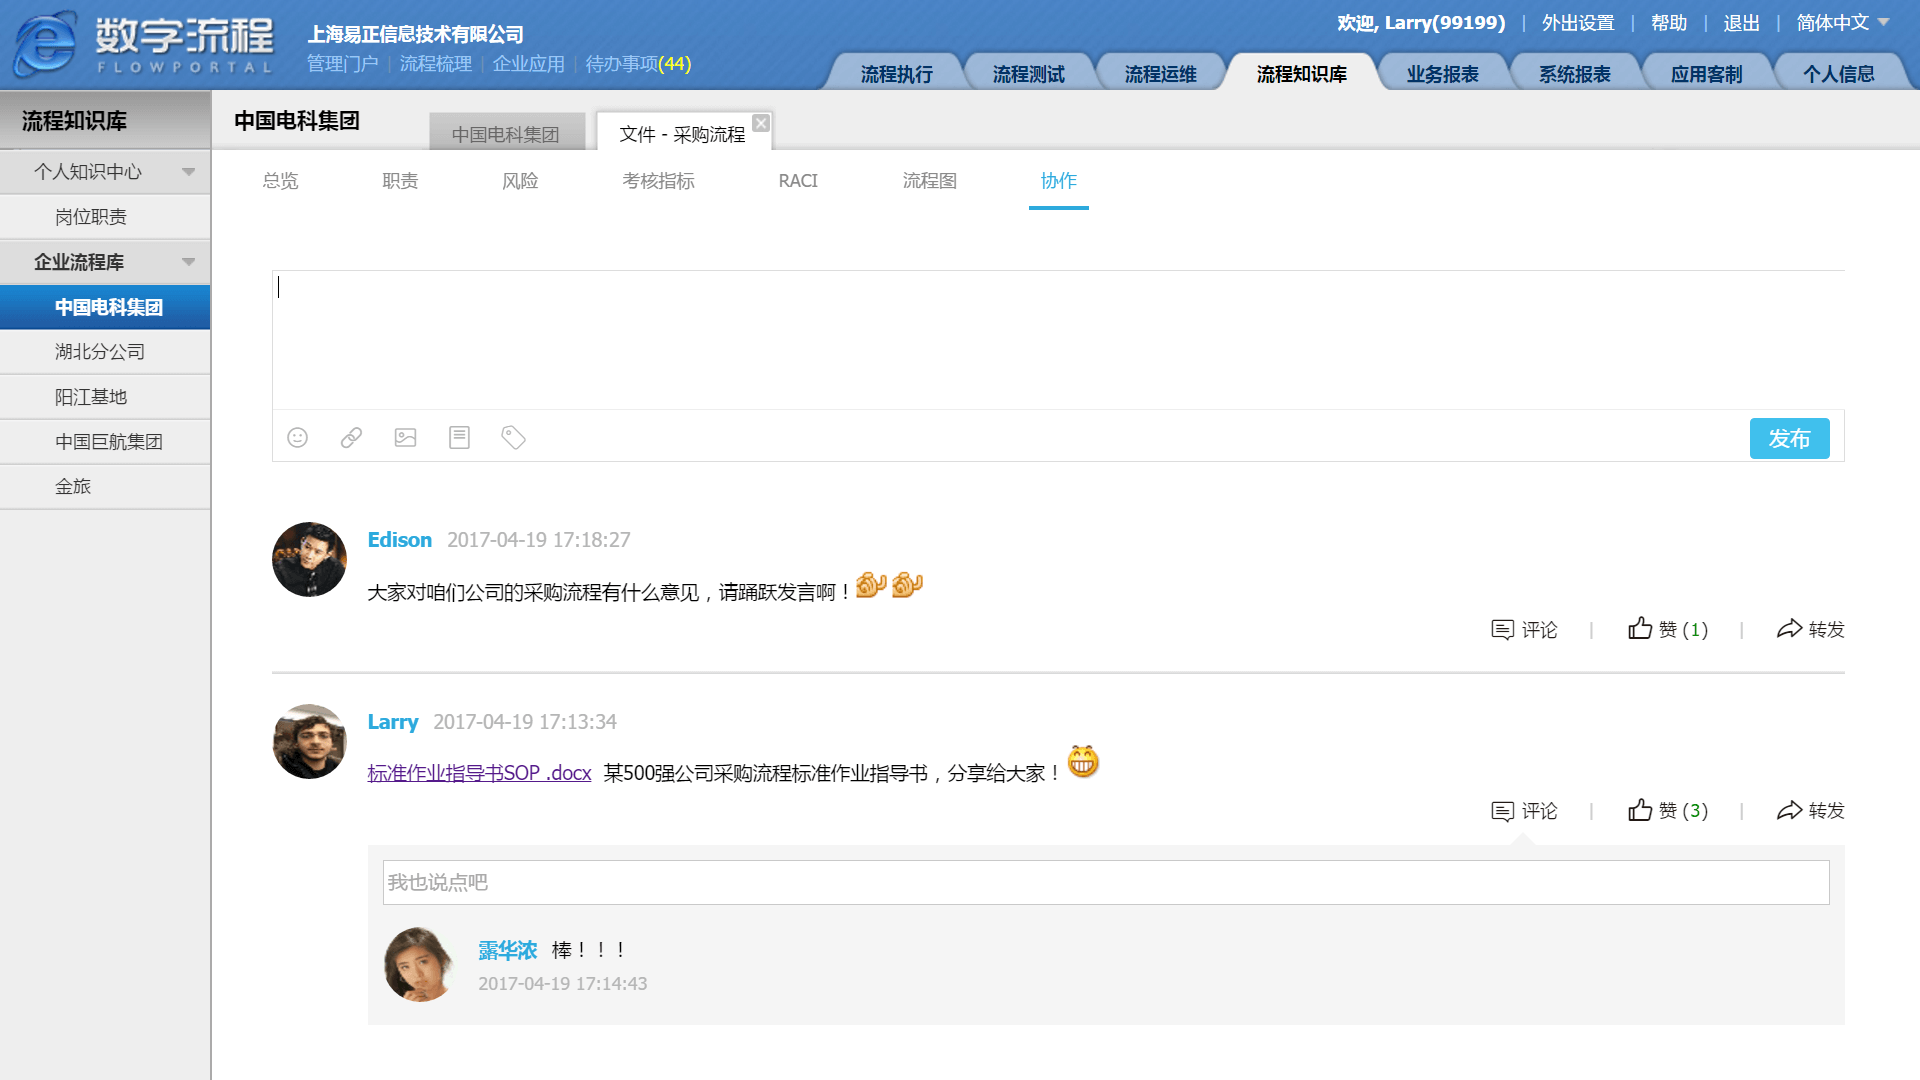 数字流程
FLOWPORTAL
上海易正信息技术有限公司
管理门户 | 流程梳理 | 企业应用 | 待办事项(44)
欢迎, Larry(99199) | 外出设置 | 帮助 | 退出 | 简体中文
流程执行 流程测试 流程运维 流程知识库 业务报表 系统报表 应用客制 个人信息
流程知识库
个人知识中心
岗位职责
企业流程库
中国电科集团
湖北分公司
阳江基地
中国巨航集团
金旅
中国电科集团 中国电科集团 文件 - 采购流程
总览 职责 风险 考核指标 RACI 流程图 协作
发布
Edison 2017-04-19 17:18:27
大家对咱们公司的采购流程有什么意见，请踊跃发言啊！
评论 | 赞 (1) | 转发
Larry 2017-04-19 17:13:34
标准作业指导书SOP .docx 某500强公司采购流程标准作业指导书，分享给大家！
评论 | 赞 (3) | 转发
我也说点吧
露华浓 棒！！！
2017-04-19 17:14:43